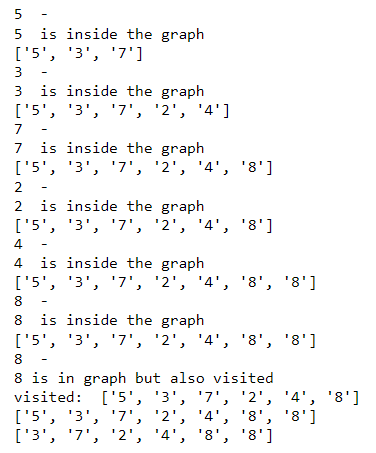 5  -
5  is inside the graph
['5', '3', '7']
3  -
3  is inside the graph
['5', '3', '7', '2', '4']
7  -
7  is inside the graph
['5', '3', '7', '2', '4', '8']
2  -
2  is inside the graph
['5', '3', '7', '2', '4', '8']
4  -
4  is inside the graph
['5', '3', '7', '2', '4', '8', '8']
8  -
8  is inside the graph
['5', '3', '7', '2', '4', '8', '8']
8  -
8 is in graph but also visited
visited:  ['5', '3', '7', '2', '4', '8']
['5', '3', '7', '2', '4', '8', '8']
['3', '7', '2', '4', '8', '8']